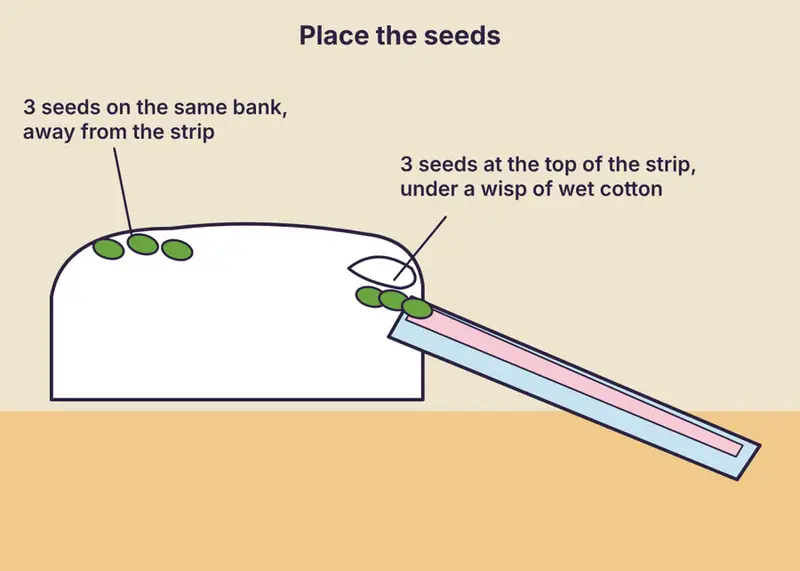 Place the seeds
3 seeds on the same bank,
away from the strip
3 seeds at the top of the strip,
under a wisp of wet cotton